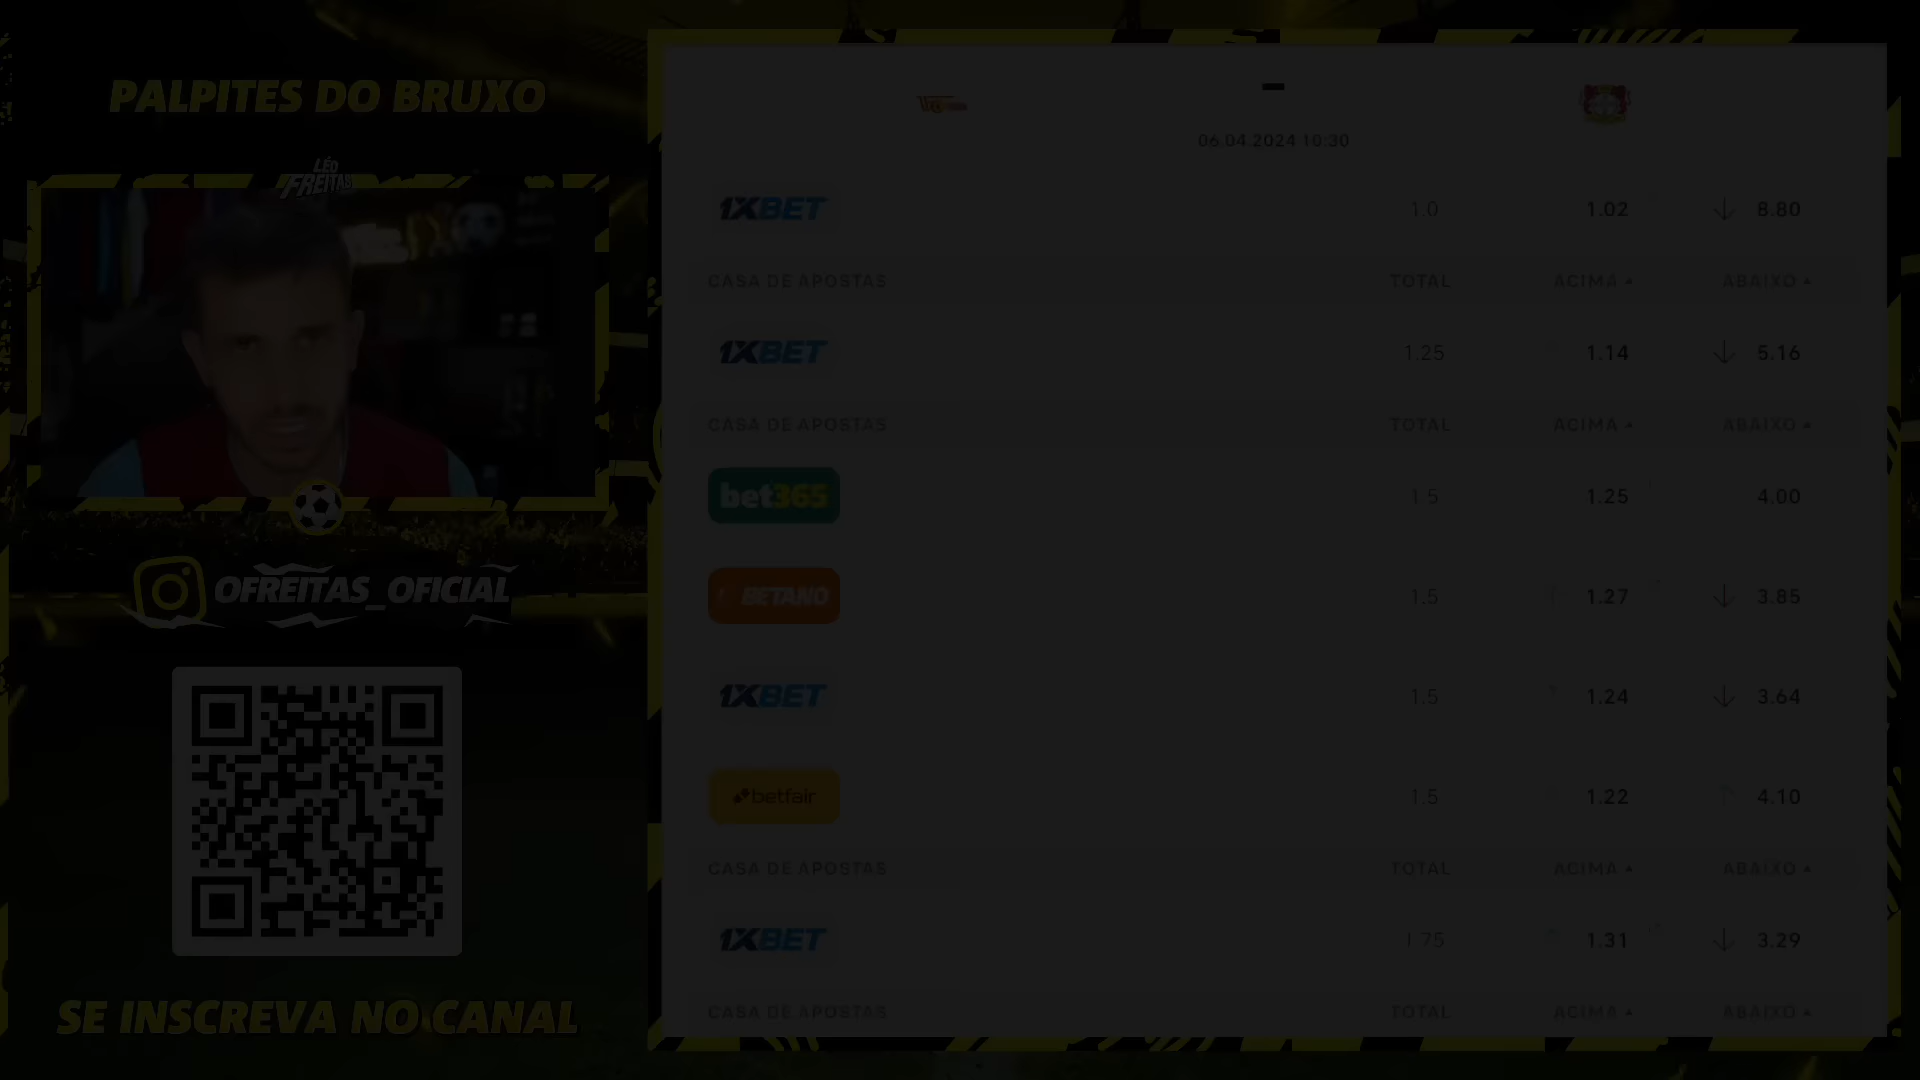 PALPITES DO BRUXO
LÉO
FREITAS
OFREITAS_OFICIAL
SE INSCREVA NO CANAL
06.04.2024 10:30
1XBET 1.0 1.02 8.80
CASA DE APOSTAS TOTAL ACIMA ABAIXO
1XBET 1.25 1.14 5.16
CASA DE APOSTAS TOTAL ACIMA ABAIXO
bet365 1.5 1.25 4.00
BETANO 1.5 1.27 3.85
1XBET 1.5 1.24 3.64
betfair 1.5 1.22 4.10
CASA DE APOSTAS TOTAL ACIMA ABAIXO
1XBET 1.75 1.31 3.29
CASA DE APOSTAS TOTAL ACIMA ABAIXO